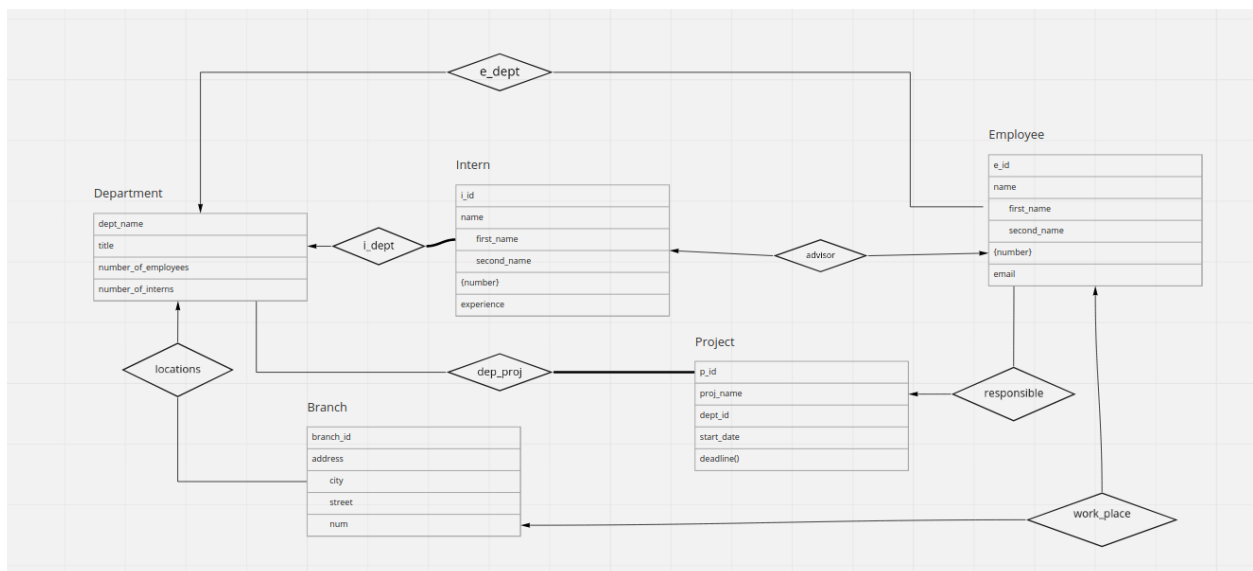 e_dept
Employee
e_id
name
first_name
second_name
{number}
email
Intern
i_id
name
first_name
second_name
{number}
experience
Department
dept_name
title
number_of_employees
number_of_interns
i_dept
advisor
locations
dep_proj
Project
p_id
proj_name
dept_id
start_date
deadline()
responsible
Branch
branch_id
address
city
street
num
work_place